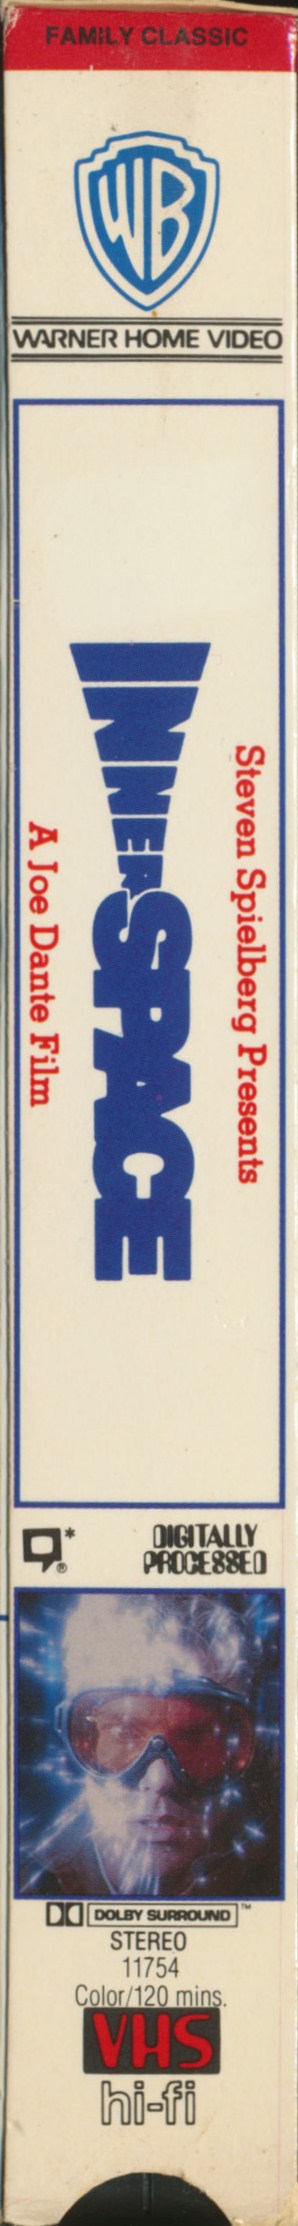 FAMILY CLASSIC
WB
WARNER HOME VIDEO
Steven Spielberg Presents
INNERSPACE
A Joe Dante Film
*
®
DIGITALLY
PROCESSED
DOLBY SURROUND ™
STEREO
11754
Color/120 mins.
VHS
hi-fi